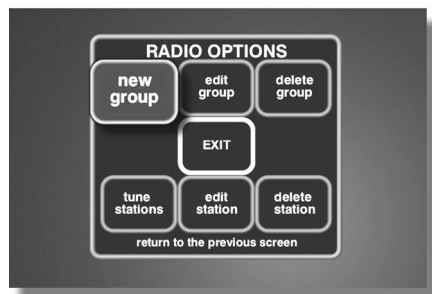 RADIO OPTIONS
new
group
edit
group
delete
group
EXIT
tune
stations
edit
station
delete
station
return to the previous screen